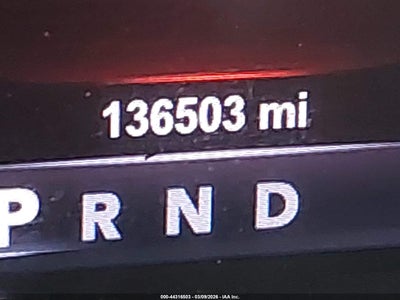 136503 mi
P R N D
000-44316503 - 03/09/2026 - IAA Inc.